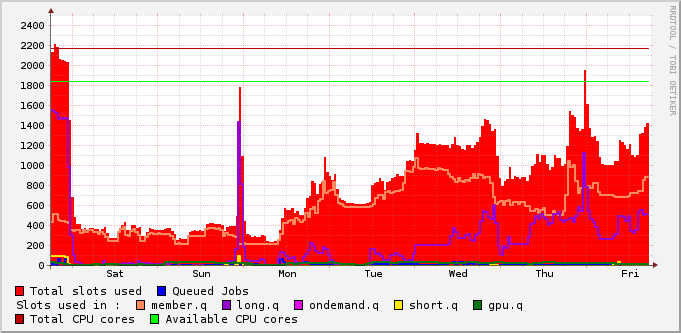 2400
2200
2000
1800
1600
1400
1200
1000
800
600
400
200
0
Sat Sun Mon Tue Wed Thu Fri
RRDTOOL / TOBI OETIKER
Total slots used Queued Jobs
Slots used in : member.q long.q ondemand.q short.q gpu.q
Total CPU cores Available CPU cores